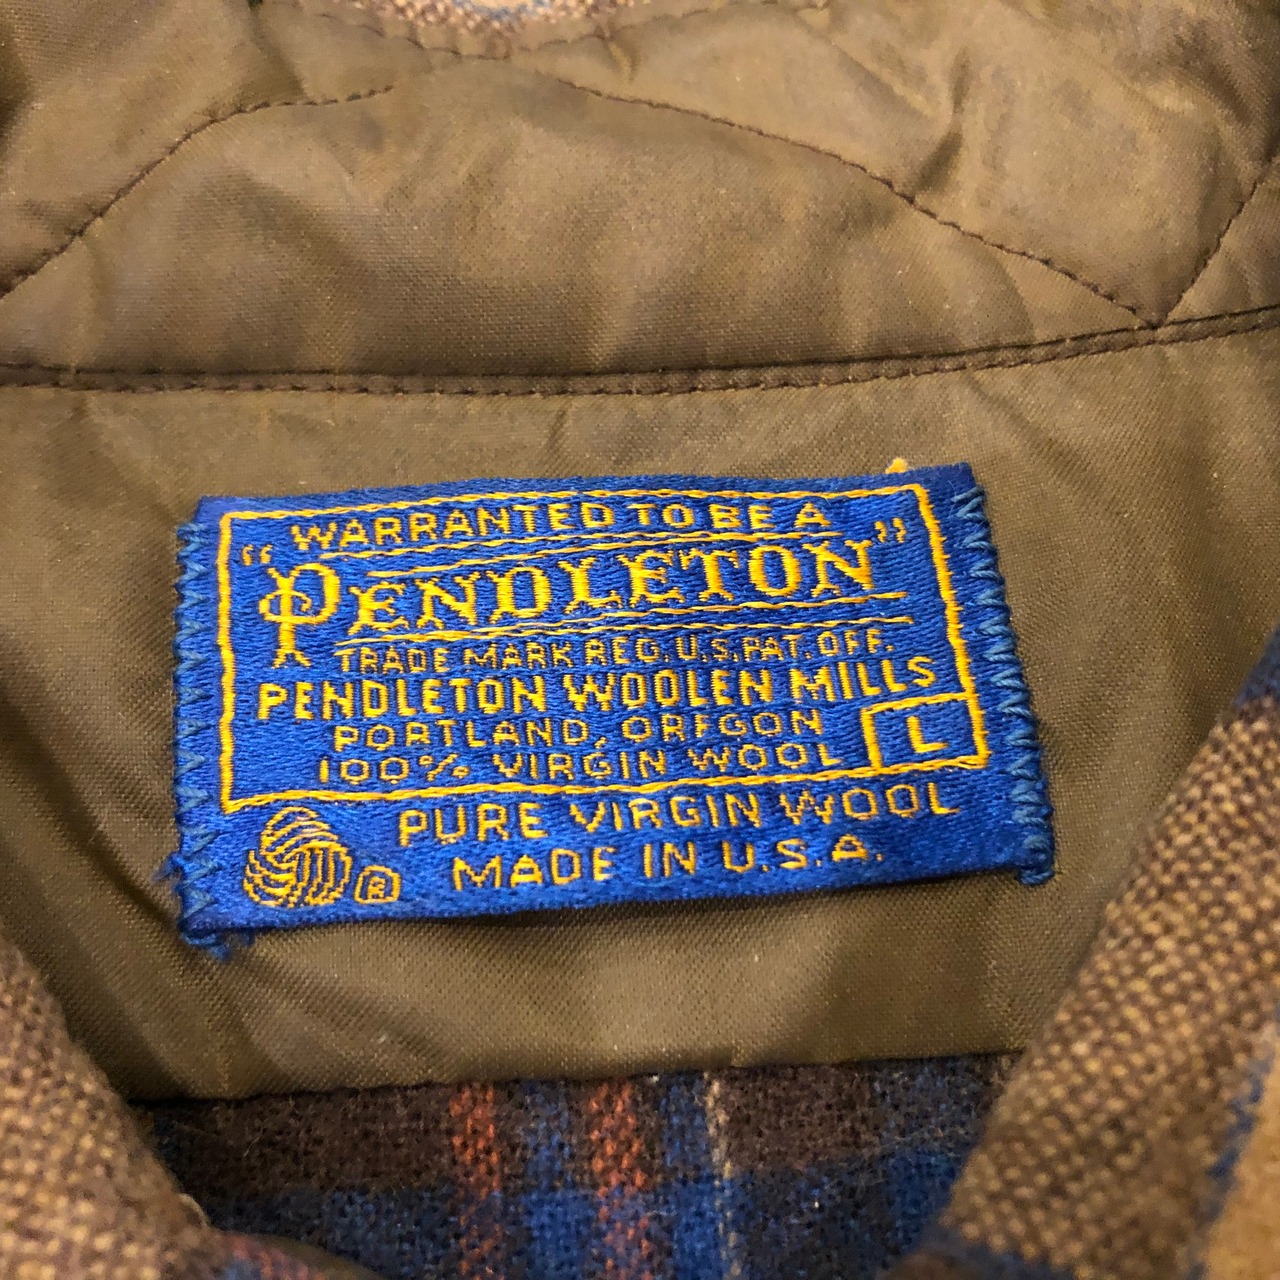 WARRANTED TO BE A
"PENDLETON"
TRADE MARK REG. U.S. PAT. OFF.
PENDLETON WOOLEN MILLS
PORTLAND, OREGON
100% VIRGIN WOOL L
PURE VIRGIN WOOL
® MADE IN U.S.A.